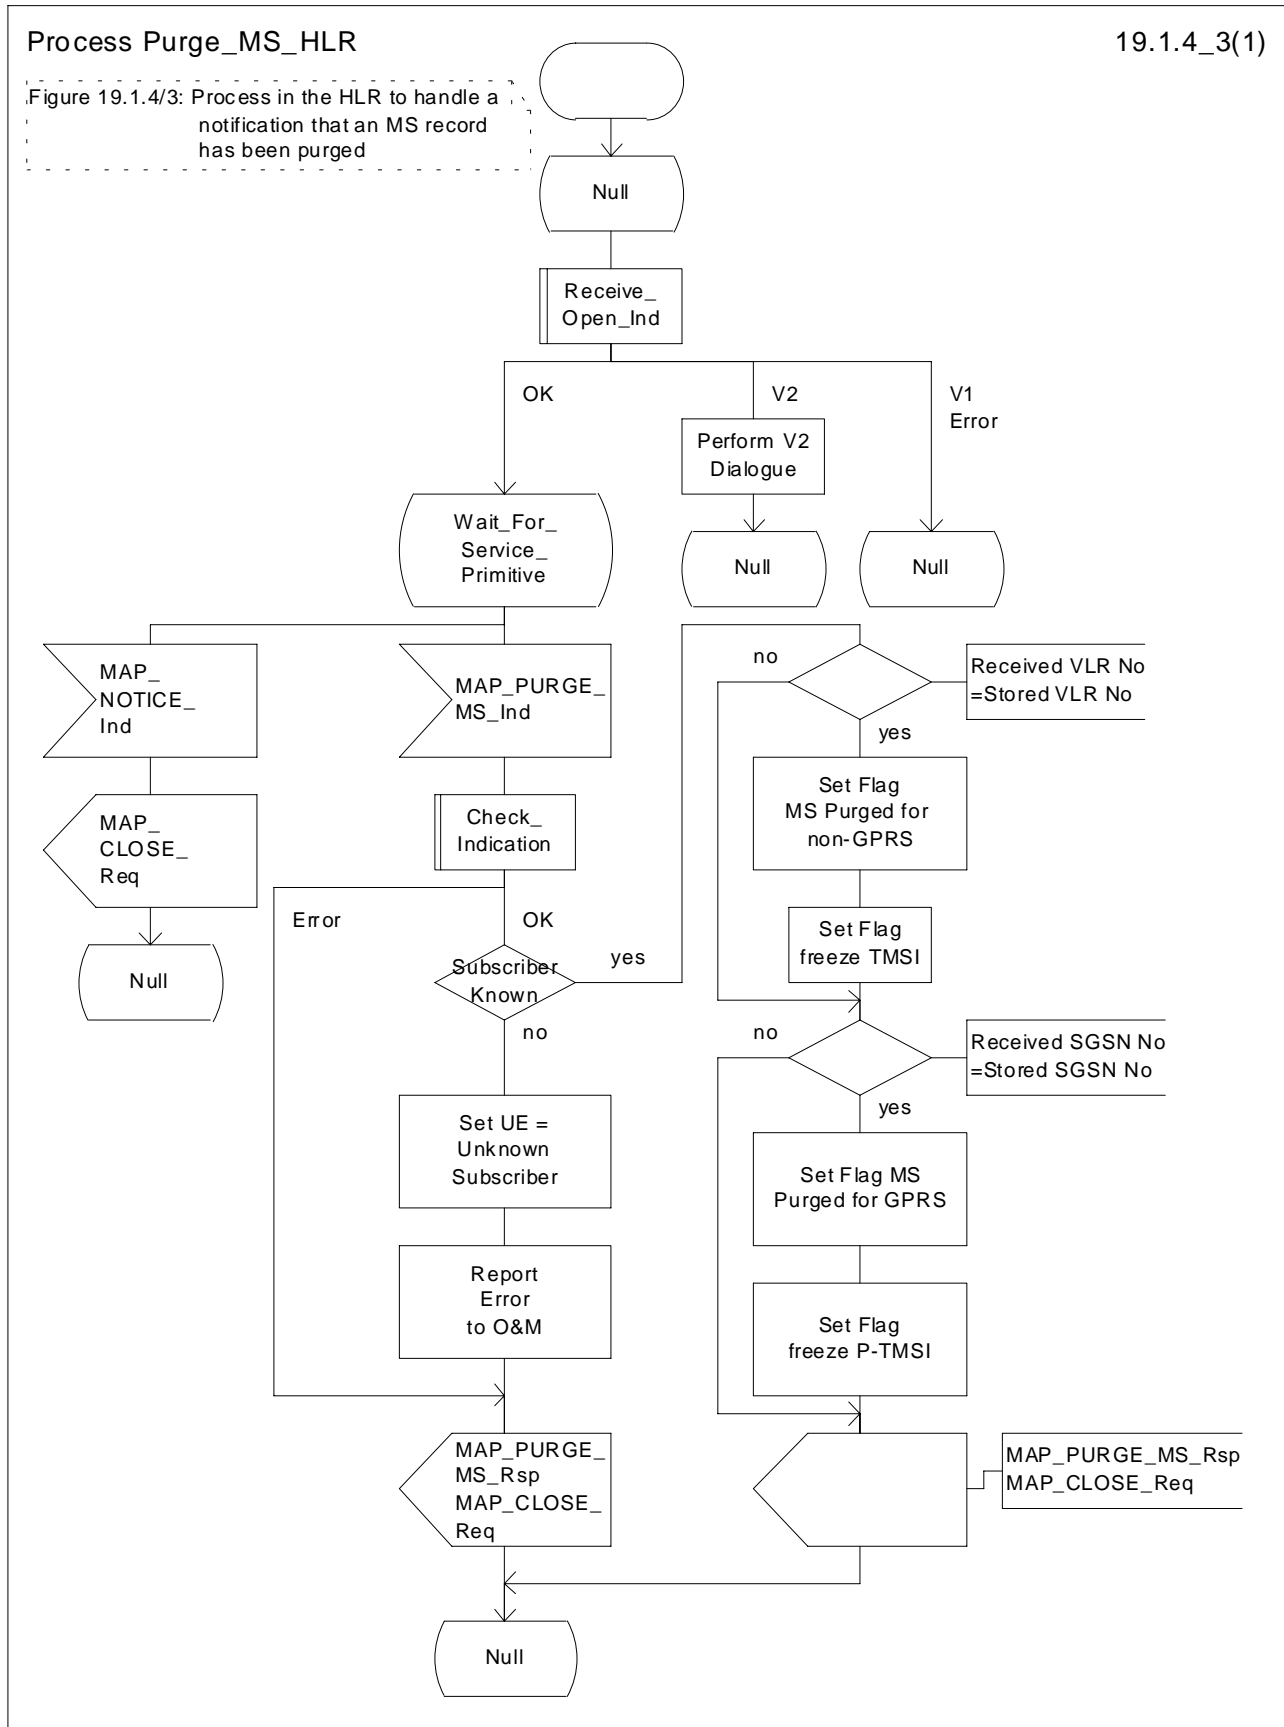 Process Purge_MS_HLR
19.1.4_3(1)
Figure 19.1.4/3: Process in the HLR to handle a
notification that an MS record
has been purged
Null
Receive_
Open_Ind
OK
V2
V1
Error
Perform V2
Dialogue
Wait_For_
Service_
Primitive
Null
Null
MAP_
NOTICE_
Ind
MAP_PURGE_
MS_Ind
no
Received VLR No
=Stored VLR No
yes
Set Flag
MS Purged for
non-GPRS
MAP_
CLOSE_
Req
Check_
Indication
Error
OK
Set Flag
freeze TMSI
Null
Subscriber
Known
yes
no
no
Received SGSN No
=Stored SGSN No
yes
Set UE =
Unknown
Subscriber
Set Flag MS
Purged for GPRS
Report
Error
to O&M
Set Flag
freeze P-TMSI
MAP_PURGE_
MS_Rsp
MAP_CLOSE_
Req
MAP_PURGE_MS_Rsp
MAP_CLOSE_Req
Null